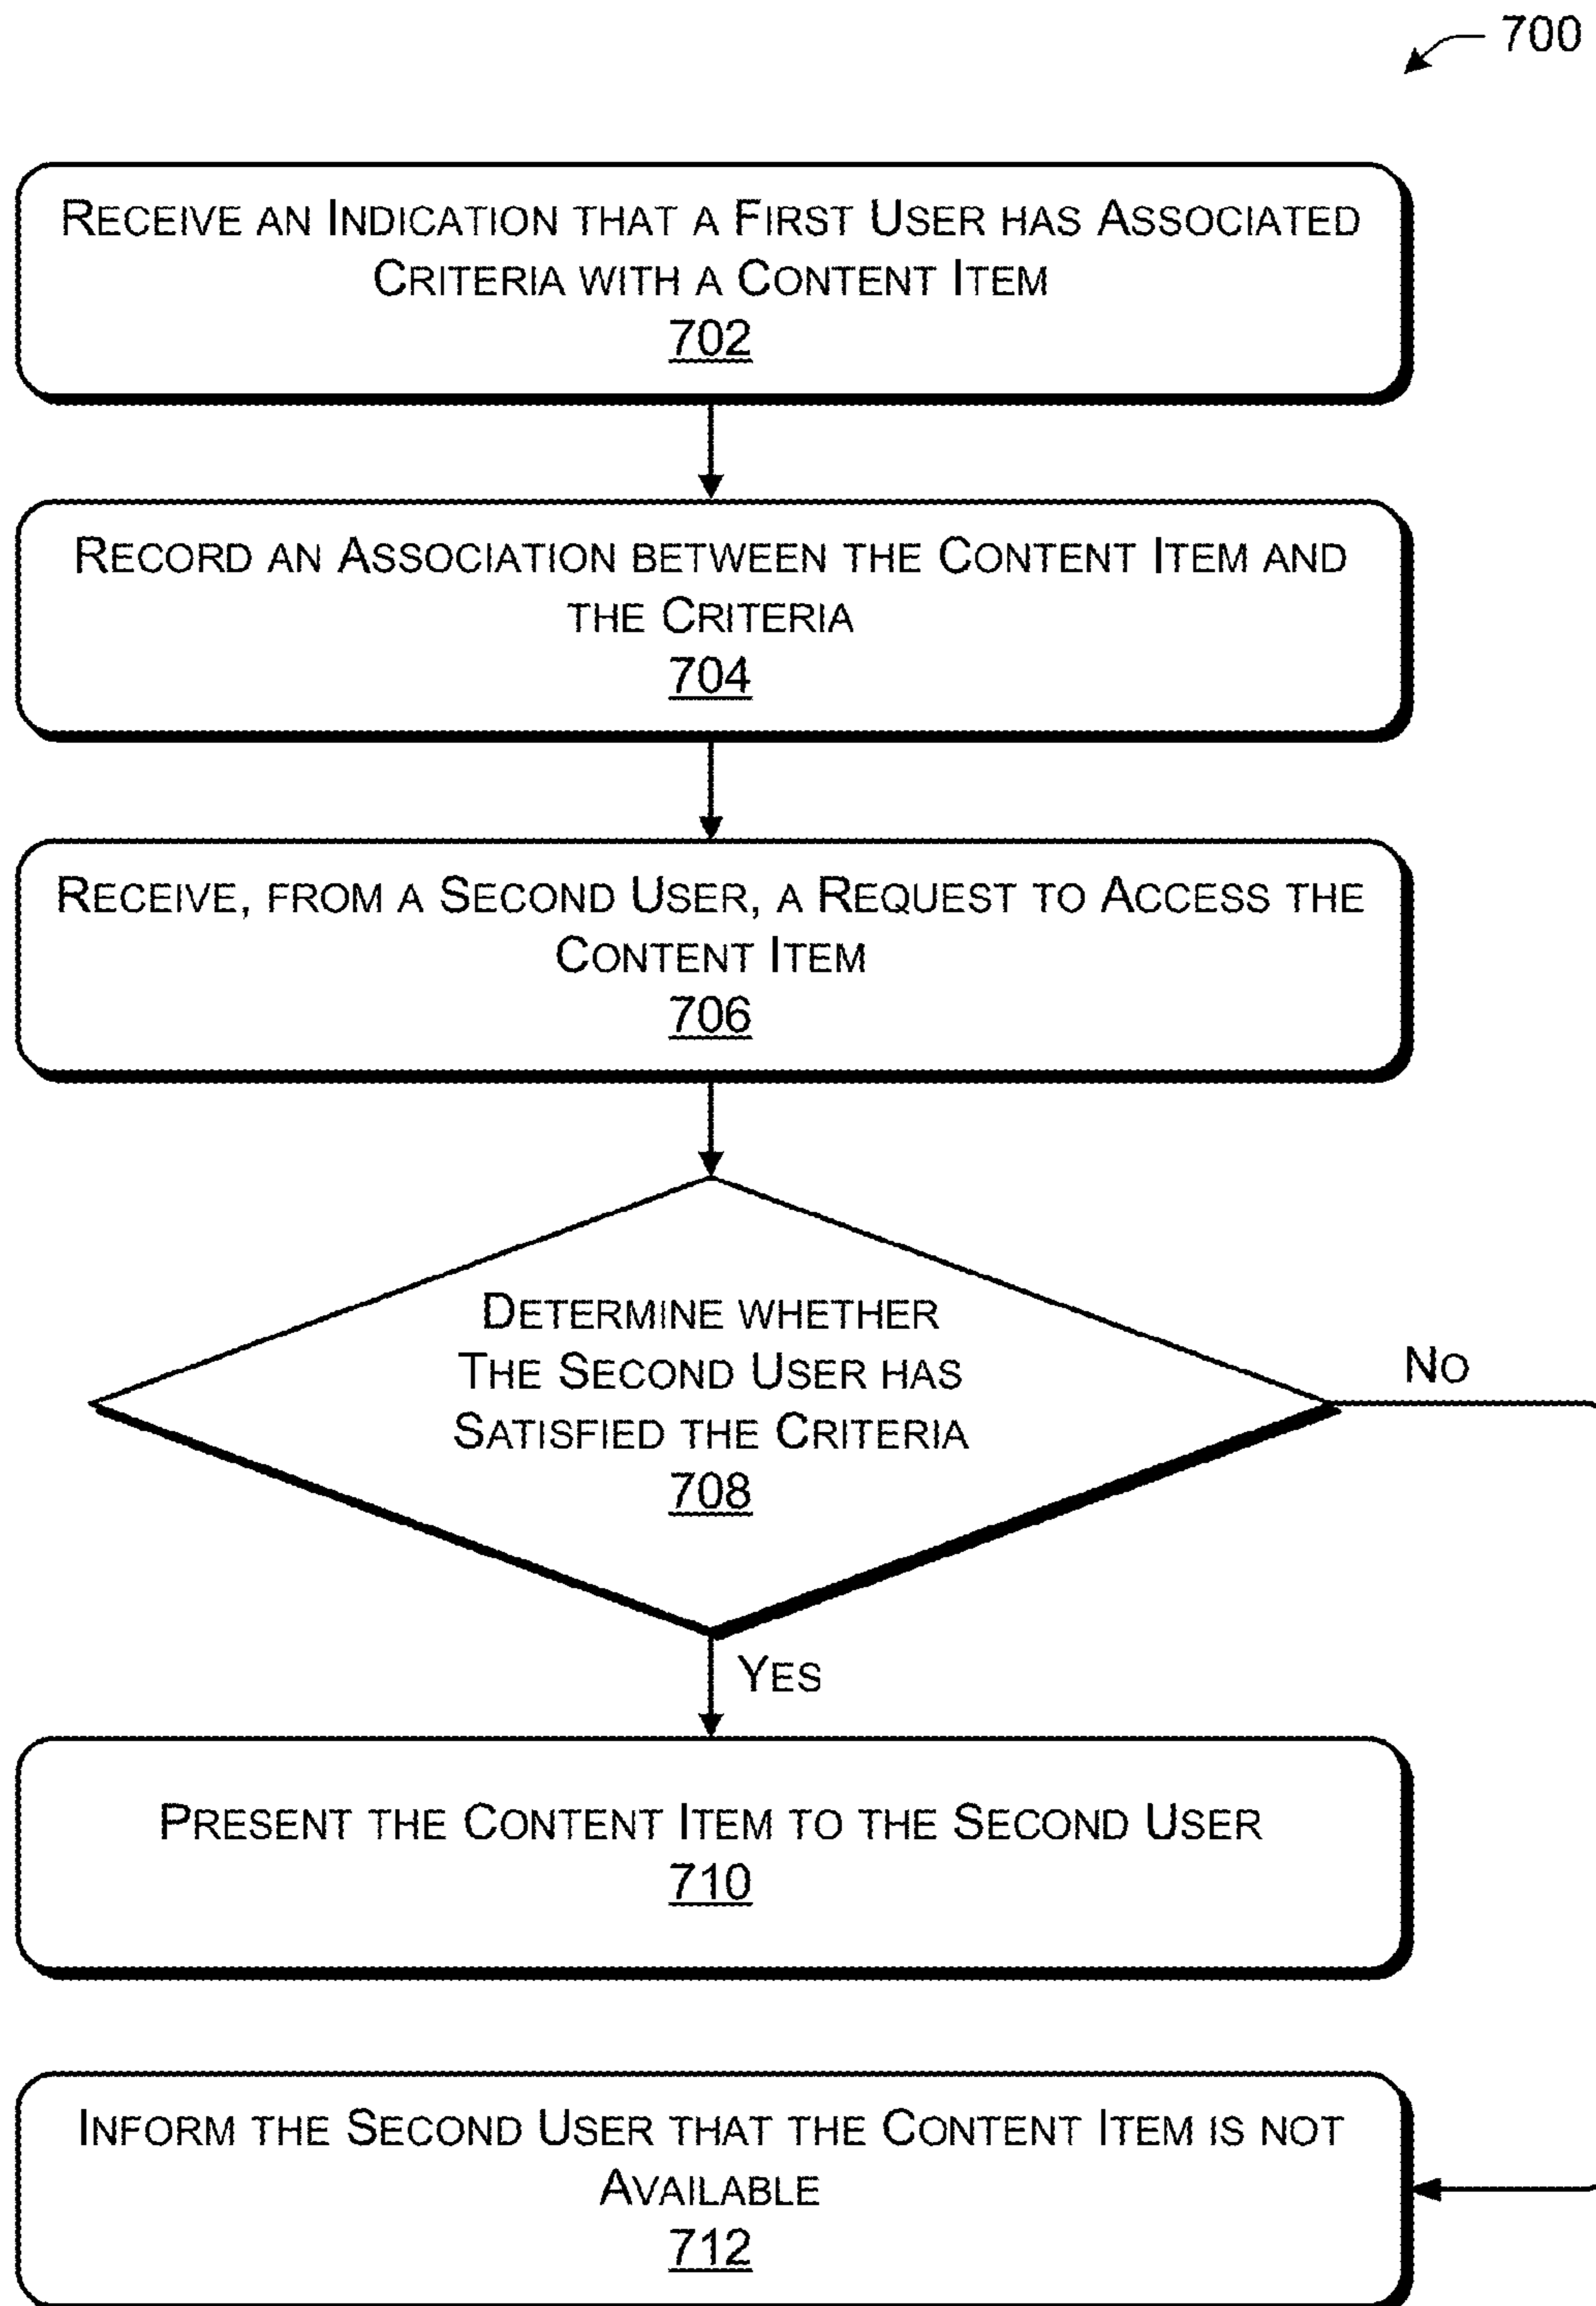 700
RECEIVE AN INDICATION THAT A FIRST USER HAS ASSOCIATED
CRITERIA WITH A CONTENT ITEM
702
RECORD AN ASSOCIATION BETWEEN THE CONTENT ITEM AND
THE CRITERIA
704
RECEIVE, FROM A SECOND USER, A REQUEST TO ACCESS THE
CONTENT ITEM
706
DETERMINE WHETHER
THE SECOND USER HAS
SATISFIED THE CRITERIA
708
NO
YES
PRESENT THE CONTENT ITEM TO THE SECOND USER
710
INFORM THE SECOND USER THAT THE CONTENT ITEM IS NOT
AVAILABLE
712